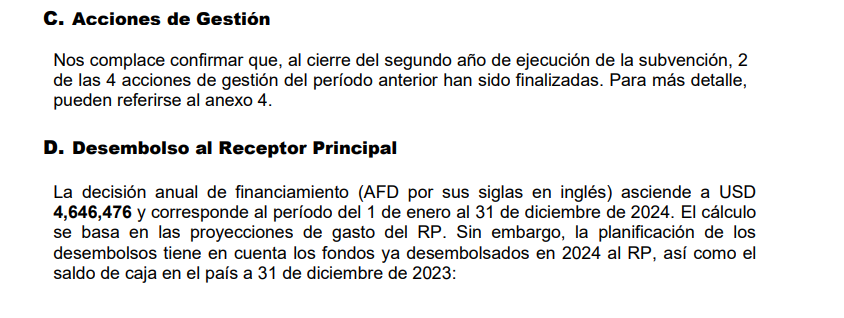 C. Acciones de Gestión
Nos complace confirmar que, al cierre del segundo año de ejecución de la subvención, 2
de las 4 acciones de gestión del período anterior han sido finalizadas. Para más detalle,
pueden referirse al anexo 4.
D. Desembolso al Receptor Principal
La decisión anual de financiamiento (AFD por sus siglas en inglés) asciende a USD
4,646,476 y corresponde al período del 1 de enero al 31 de diciembre de 2024. El cálculo
se basa en las proyecciones de gasto del RP. Sin embargo, la planificación de los
desembolsos tiene en cuenta los fondos ya desembolsados en 2024 al RP, así como el
saldo de caja en el país a 31 de diciembre de 2023: